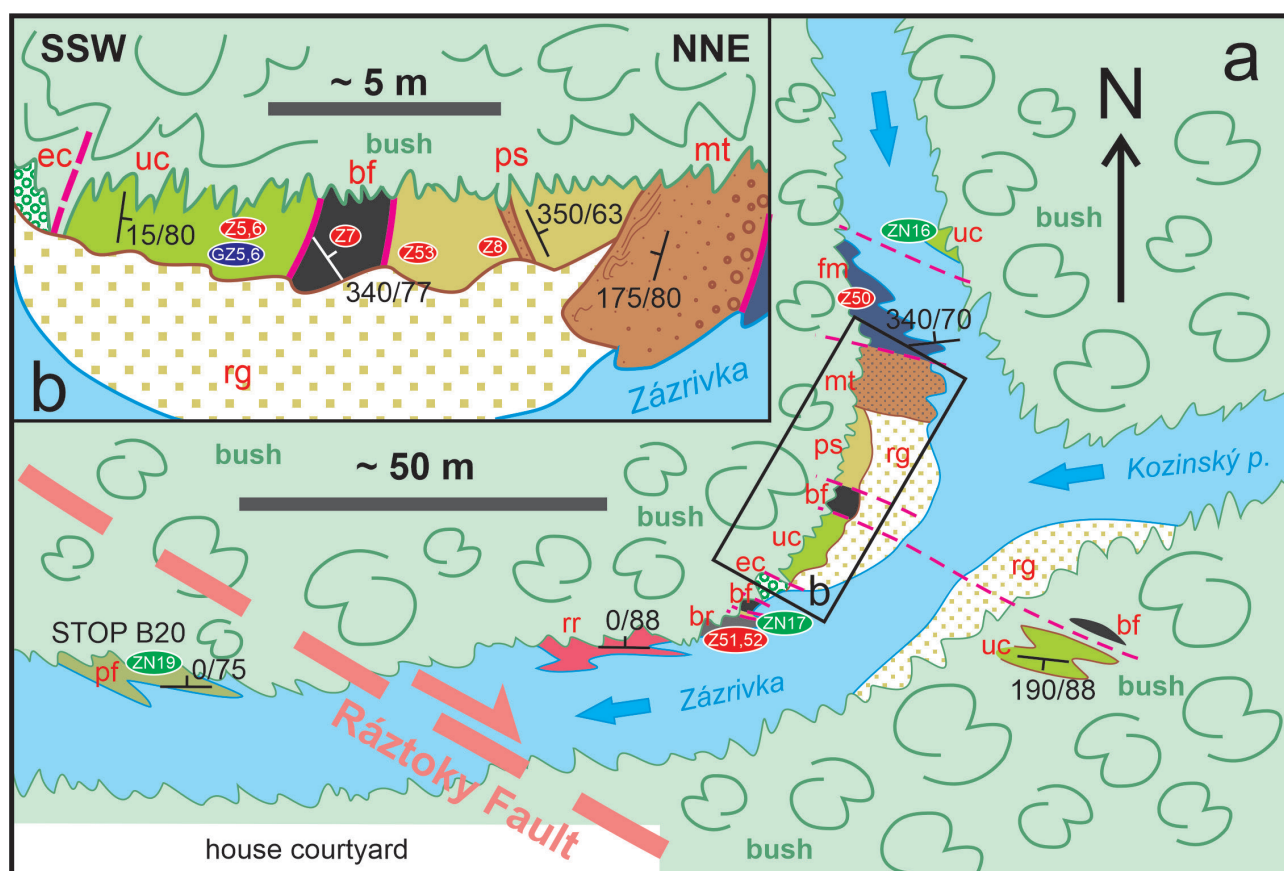 SSW
NNE
a
~ 5 m
N
bush
ec
uc
bf
ps
mt
bush
15/80
Z5,6
GZ5,6
Z7
Z53
Z8
350/63
340/77
175/80
rg
Zázrivka
b
ZN16
uc
fm
Z50
340/70
mt
ps
rg
bf
uc
ec
bf
b
br
ZN17
Z51,52
Kozinský p.
bush
~ 50 m
bush
rg
bf
uc
190/88
bush
STOP B20
ZN19
pf
0/75
rr
0/88
Zázrivka
Ráztoky Fault
house courtyard
bush